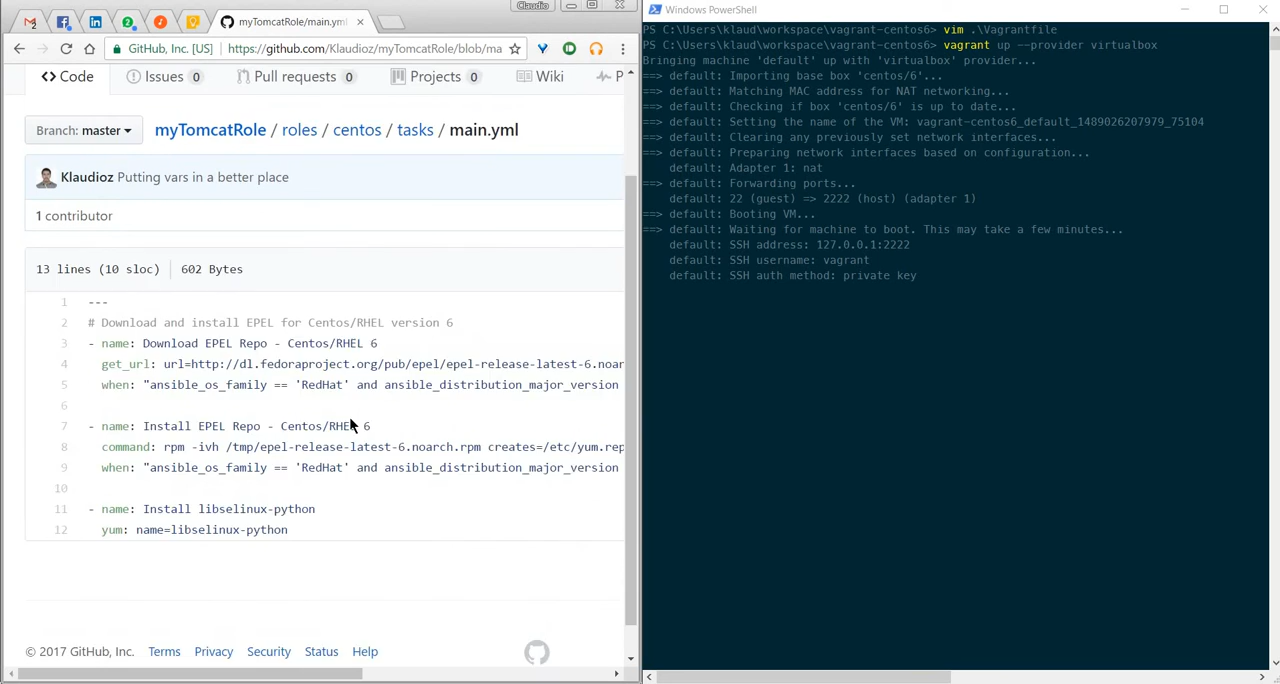 Claudio
myTomcatRole/main.yml
GitHub, Inc. [US]
https://github.com/Klaudioz/myTomcatRole/blob/ma
Code
Issues 0
Pull requests 0
Projects 0
Wiki
P
Branch: master
myTomcatRole / roles / centos / tasks / main.yml
Klaudioz Putting vars in a better place
1 contributor
13 lines (10 sloc)
602 Bytes
1 ---
2 # Download and install EPEL for Centos/RHEL version 6
3 - name: Download EPEL Repo - Centos/RHEL 6
4 get_url: url=http://dl.fedoraproject.org/pub/epel/epel-release-latest-6.noar
5 when: "ansible_os_family == 'RedHat' and ansible_distribution_major_version
6
7 - name: Install EPEL Repo - Centos/RHEL 6
8 command: rpm -ivh /tmp/epel-release-latest-6.noarch.rpm creates=/etc/yum.rep
9 when: "ansible_os_family == 'RedHat' and ansible_distribution_major_version
10
11 - name: Install libselinux-python
12 yum: name=libselinux-python
© 2017 GitHub, Inc. Terms Privacy Security Status Help
Windows PowerShell
PS C:\Users\klaud\workspace\vagrant-centos6> vim .\Vagrantfile
PS C:\Users\klaud\workspace\vagrant-centos6> vagrant up --provider virtualbox
Bringing machine 'default' up with 'virtualbox' provider...
==> default: Importing base box 'centos/6'...
==> default: Matching MAC address for NAT networking...
==> default: Checking if box 'centos/6' is up to date...
==> default: Setting the name of the VM: vagrant-centos6_default_1489026207979_75104
==> default: Clearing any previously set network interfaces...
==> default: Preparing network interfaces based on configuration...
default: Adapter 1: nat
==> default: Forwarding ports...
default: 22 (guest) => 2222 (host) (adapter 1)
==> default: Booting VM...
==> default: Waiting for machine to boot. This may take a few minutes...
default: SSH address: 127.0.0.1:2222
default: SSH username: vagrant
default: SSH auth method: private key